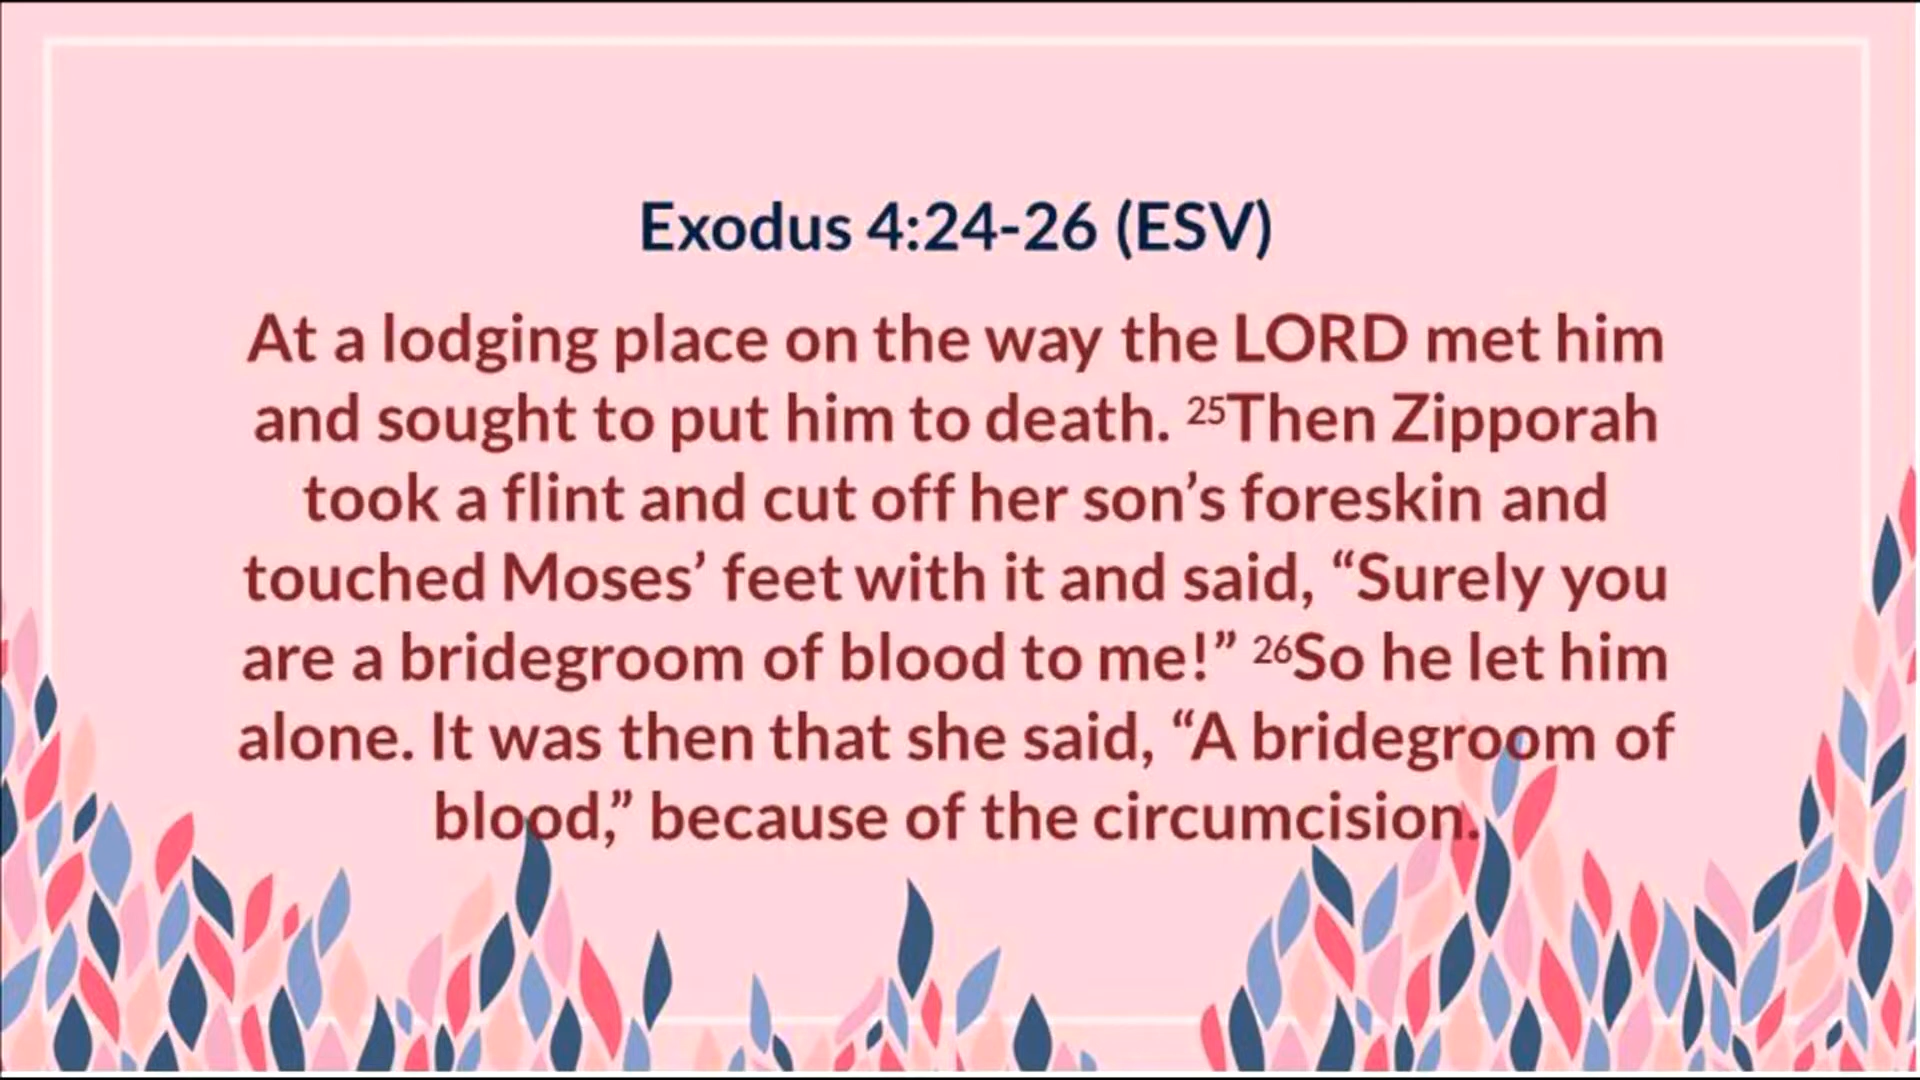 Exodus 4:24-26 (ESV)
At a lodging place on the way the LORD met him
and sought to put him to death. ²⁵Then Zipporah
took a flint and cut off her son’s foreskin and
touched Moses’ feet with it and said, “Surely you
are a bridegroom of blood to me!” ²⁶So he let him
alone. It was then that she said, “A bridegroom of
blood,” because of the circumcision.